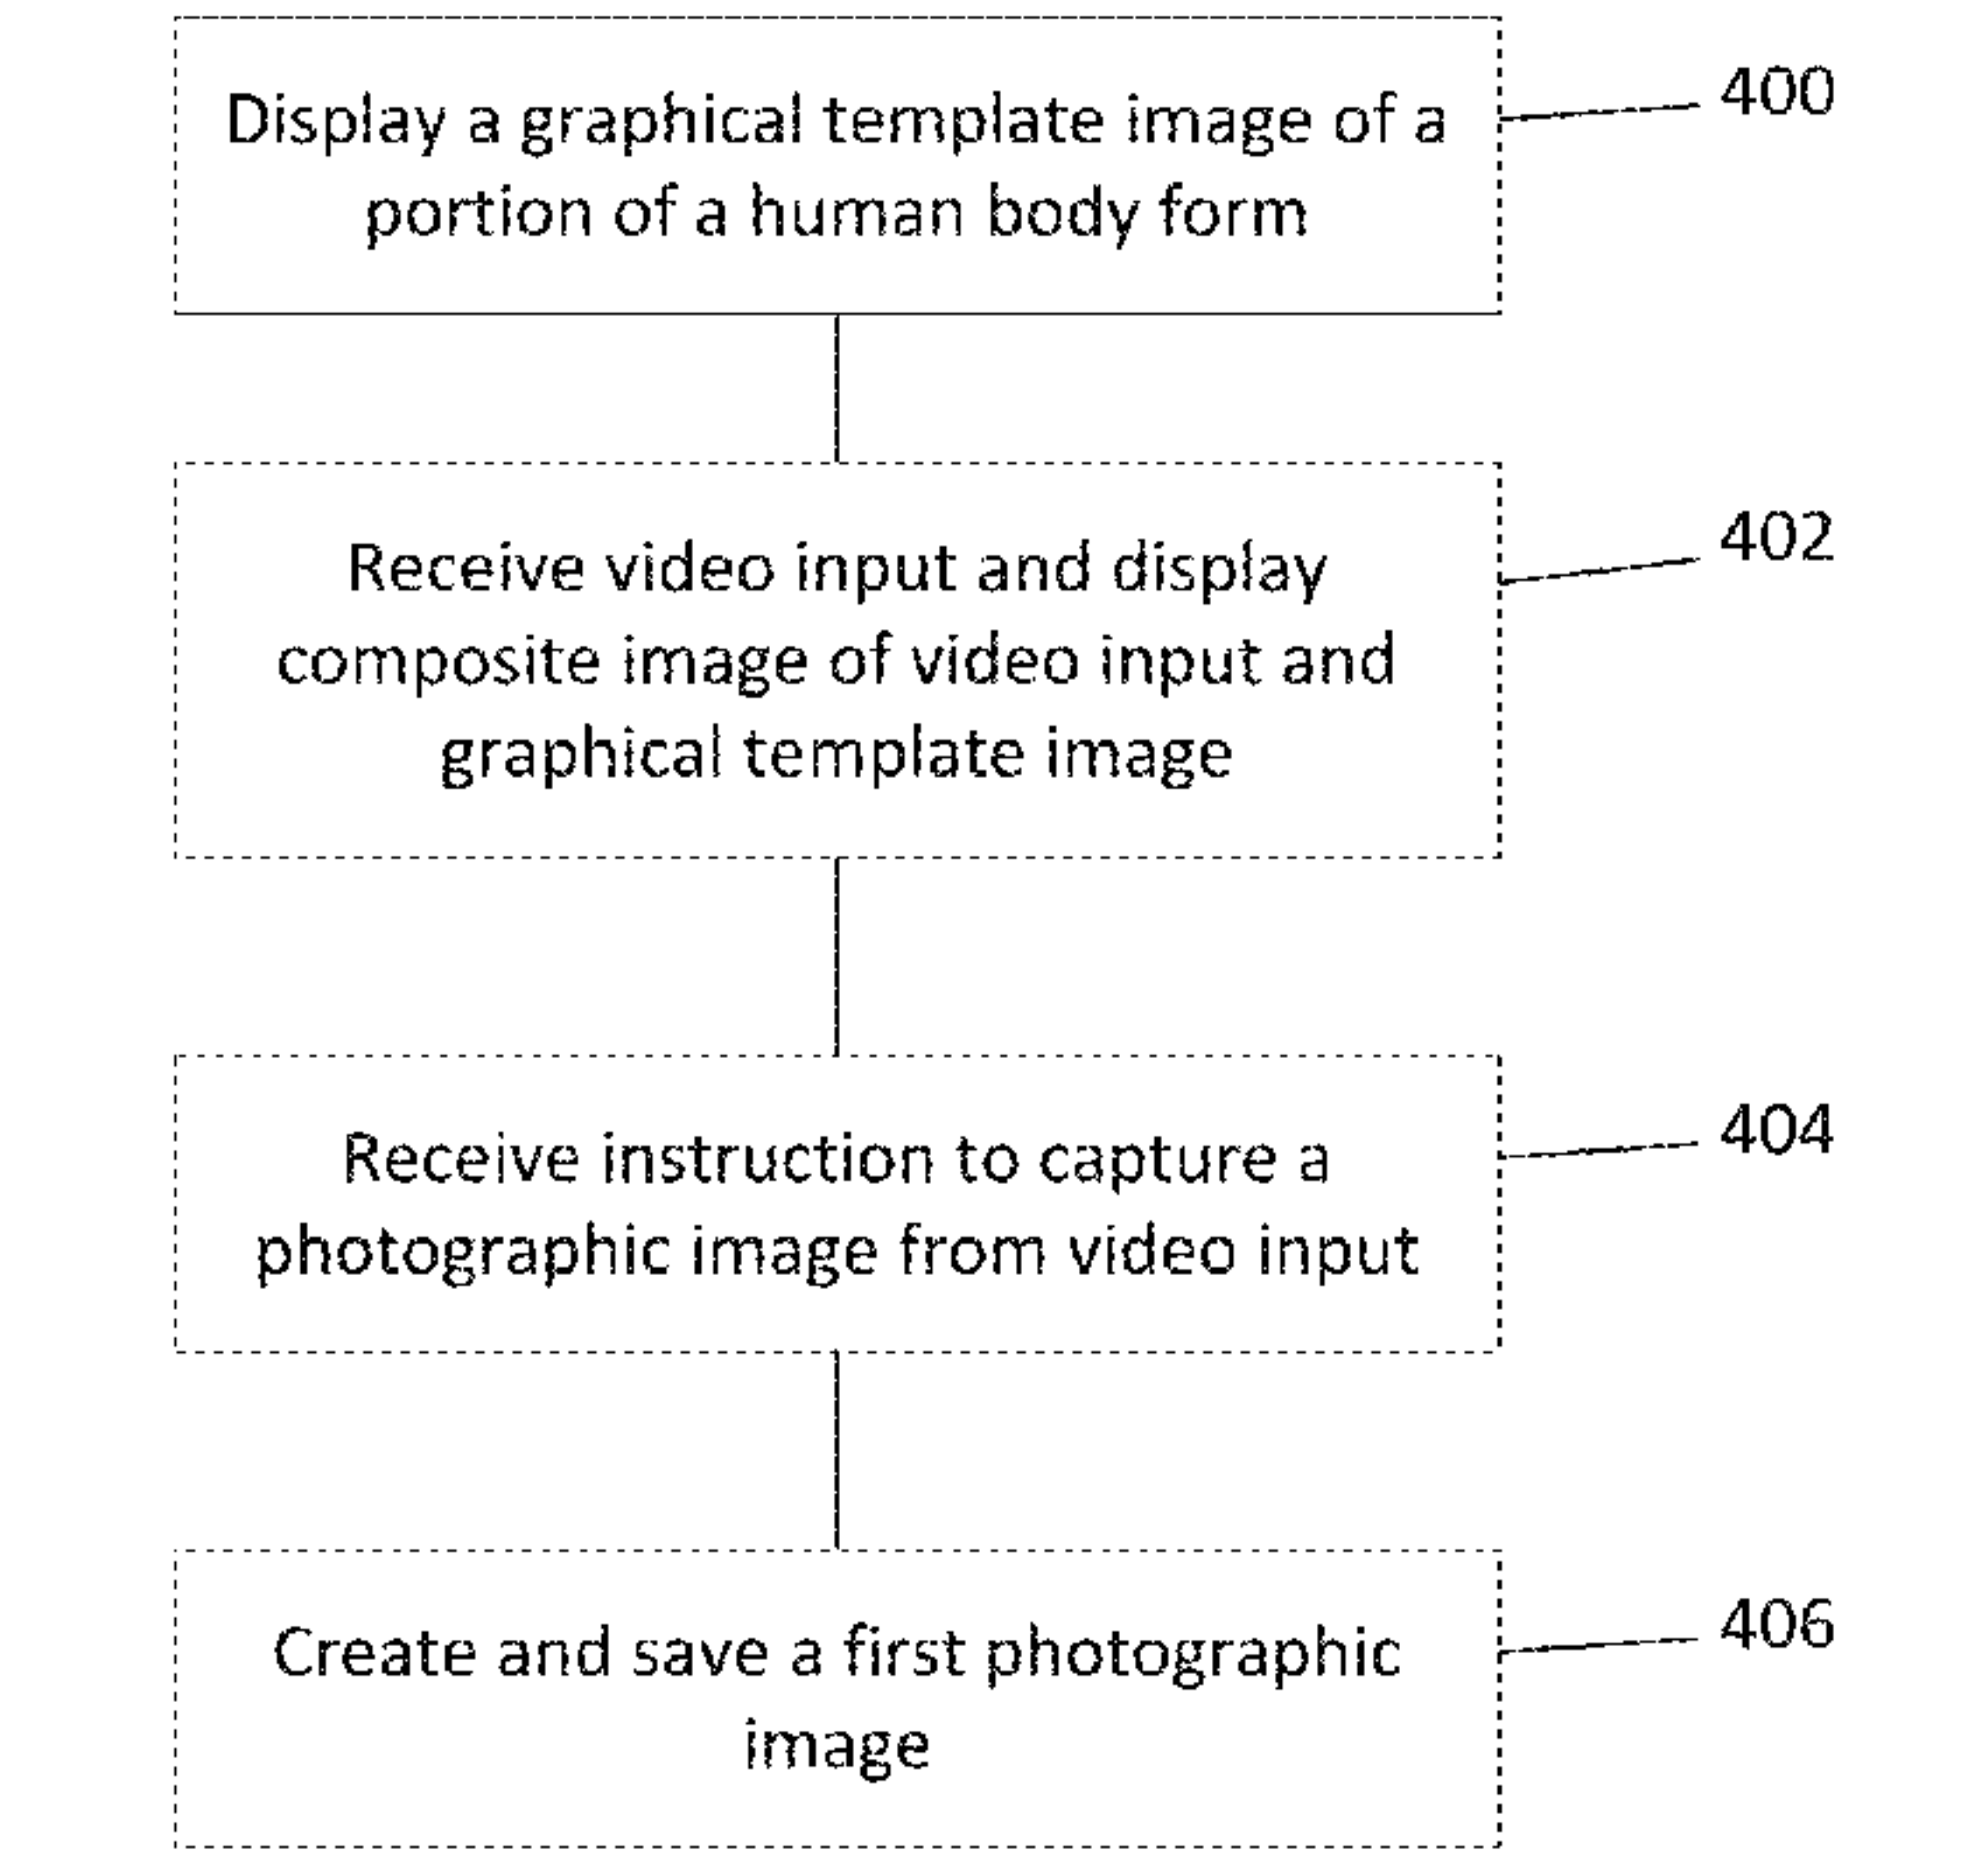 Display a graphical template image of a
portion of a human body form
400
Receive video input and display
composite image of video input and
graphical template image
402
Receive instruction to capture a
photographic image from video input
404
Create and save a first photographic
image
406